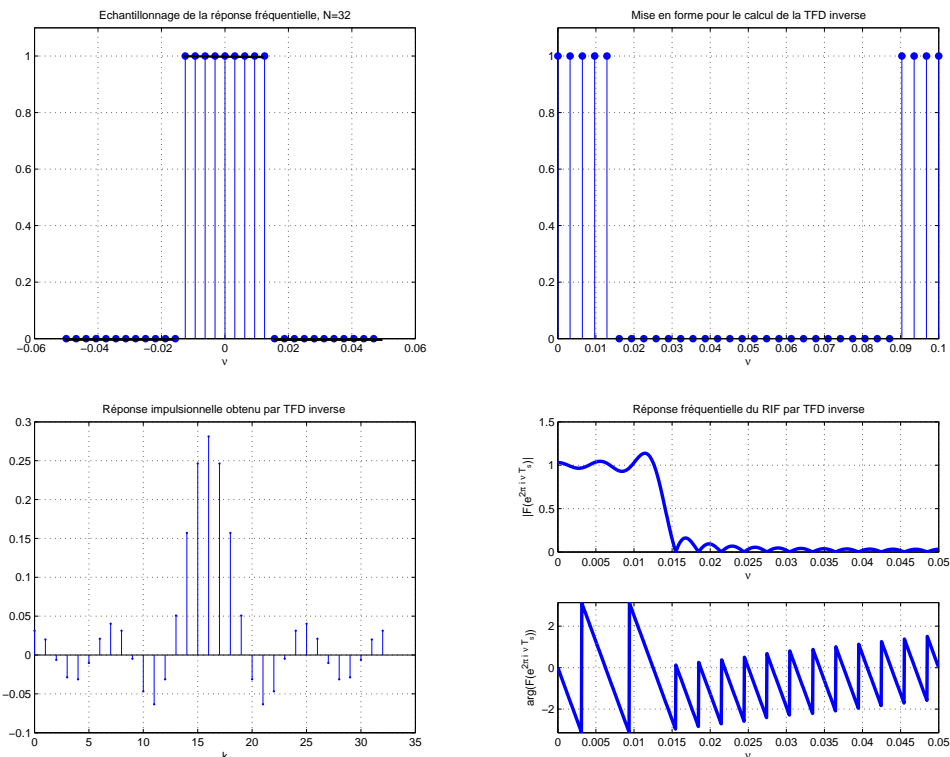 Echantillonnage de la réponse fréquentielle, N=32
1
0.8
0.6
0.4
0.2
0
−0.06 −0.04 −0.02 0 0.02 0.04 0.06
ν
Mise en forme pour le calcul de la TFD inverse
1
0.8
0.6
0.4
0.2
0
0 0.01 0.02 0.03 0.04 0.05 0.06 0.07 0.08 0.09 0.1
ν
Réponse impulsionnelle obtenu par TFD inverse
0.3
0.25
0.2
0.15
0.1
0.05
0
−0.05
−0.1
0 5 10 15 20 25 30 35
k
Réponse fréquentielle du RIF par TFD inverse
|F(e^{2π i ν T_s})|
1.5
1
0.5
0
0 0.005 0.01 0.015 0.02 0.025 0.03 0.035 0.04 0.045 0.05
ν
arg(F(e^{2π i ν T_s}))
2
0
−2
0 0.005 0.01 0.015 0.02 0.025 0.03 0.035 0.04 0.045 0.05
ν